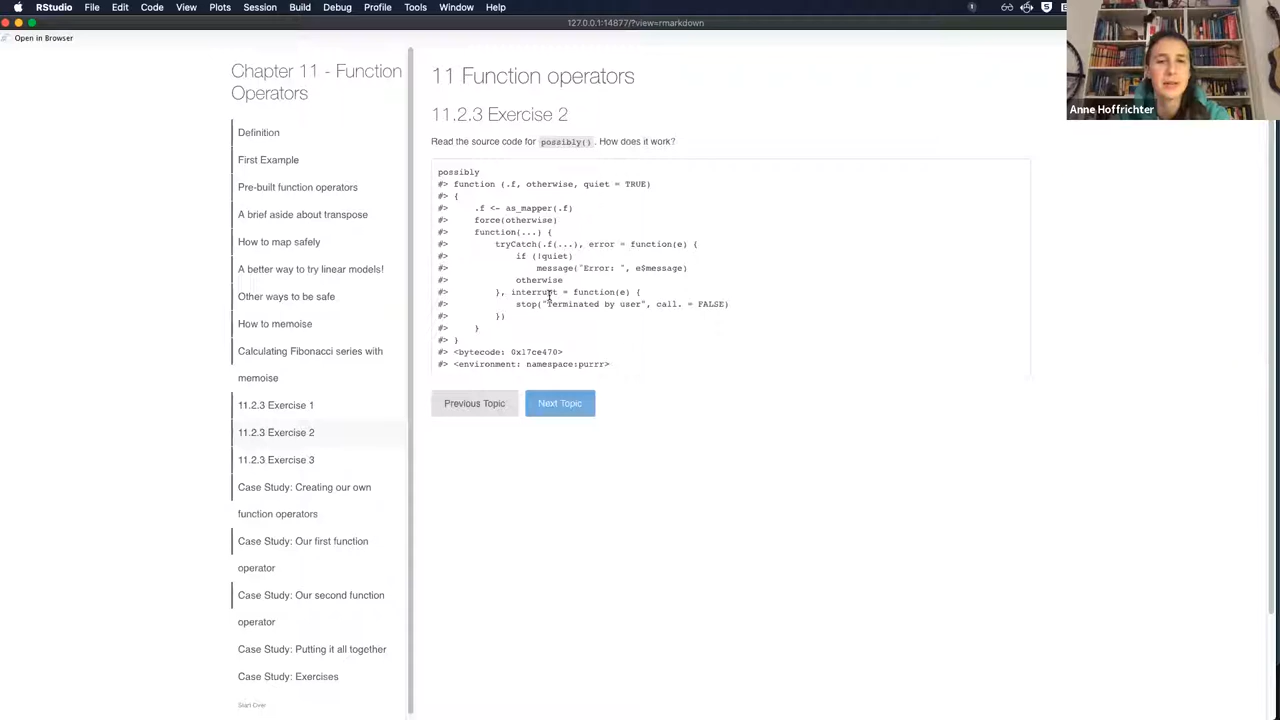 RStudio File Edit Code View Plots Session Build Debug Profile Tools Window Help
127.0.0.1:14877/?view=rmarkdown
Open in Browser
Anne Hoffrichter
Chapter 11 - Function
Operators
Definition
First Example
Pre-built function operators
A brief aside about transpose
How to map safely
A better way to try linear models!
Other ways to be safe
How to memoise
Calculating Fibonacci series with
memoise
11.2.3 Exercise 1
11.2.3 Exercise 2
11.2.3 Exercise 3
Case Study: Creating our own
function operators
Case Study: Our first function
operator
Case Study: Our second function
operator
Case Study: Putting it all together
Case Study: Exercises
Start Over
11 Function operators
11.2.3 Exercise 2
Read the source code for possibly() . How does it work?
possibly
#> function (.f, otherwise, quiet = TRUE)
#> {
#>     .f <- as_mapper(.f)
#>     force(otherwise)
#>     function(...) {
#>         tryCatch(.f(...), error = function(e) {
#>             if (!quiet)
#>                 message("Error: ", e$message)
#>             otherwise
#>         }, interrupt = function(e) {
#>             stop("Terminated by user", call. = FALSE)
#>         })
#>     }
#> }
#> <bytecode: 0x17ce470>
#> <environment: namespace:purrr>
Previous Topic
Next Topic